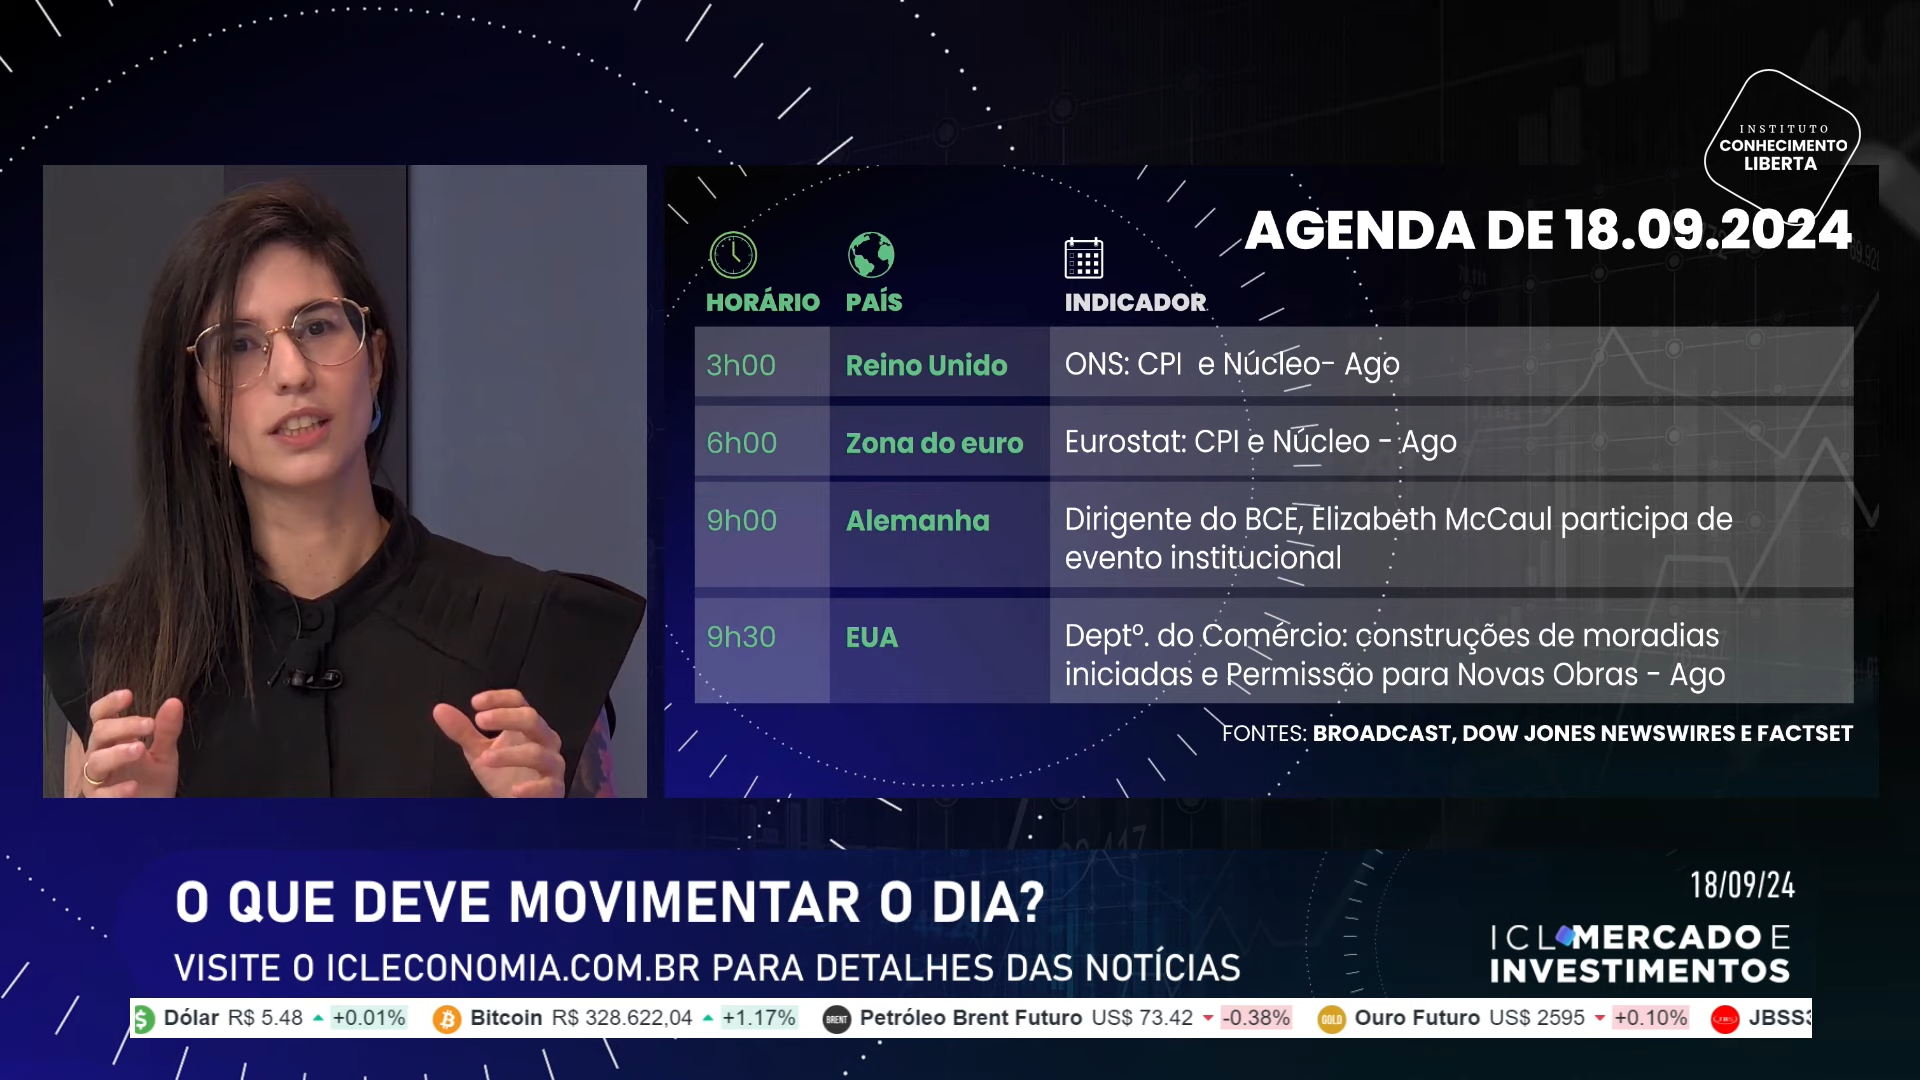 INSTITUTO
CONHECIMENTO
LIBERTA
AGENDA DE 18.09.2024
HORÁRIO PAÍS INDICADOR
3h00 Reino Unido ONS: CPI e Núcleo- Ago
6h00 Zona do euro Eurostat: CPI e Núcleo - Ago
9h00 Alemanha Dirigente do BCE, Elizabeth McCaul participa de
evento institucional
9h30 EUA Deptº. do Comércio: construções de moradias
iniciadas e Permissão para Novas Obras - Ago
FONTES: BROADCAST, DOW JONES NEWSWIRES E FACTSET
O QUE DEVE MOVIMENTAR O DIA?
VISITE O ICLECONOMIA.COM.BR PARA DETALHES DAS NOTÍCIAS
18/09/24
ICL MERCADO E
INVESTIMENTOS
$ Dólar R$ 5.48 +0.01% Bitcoin R$ 328.622,04 +1.17% BRENT Petróleo Brent Futuro US$ 73.42 -0.38% GOLD Ouro Futuro US$ 2595 +0.10% JBSS3